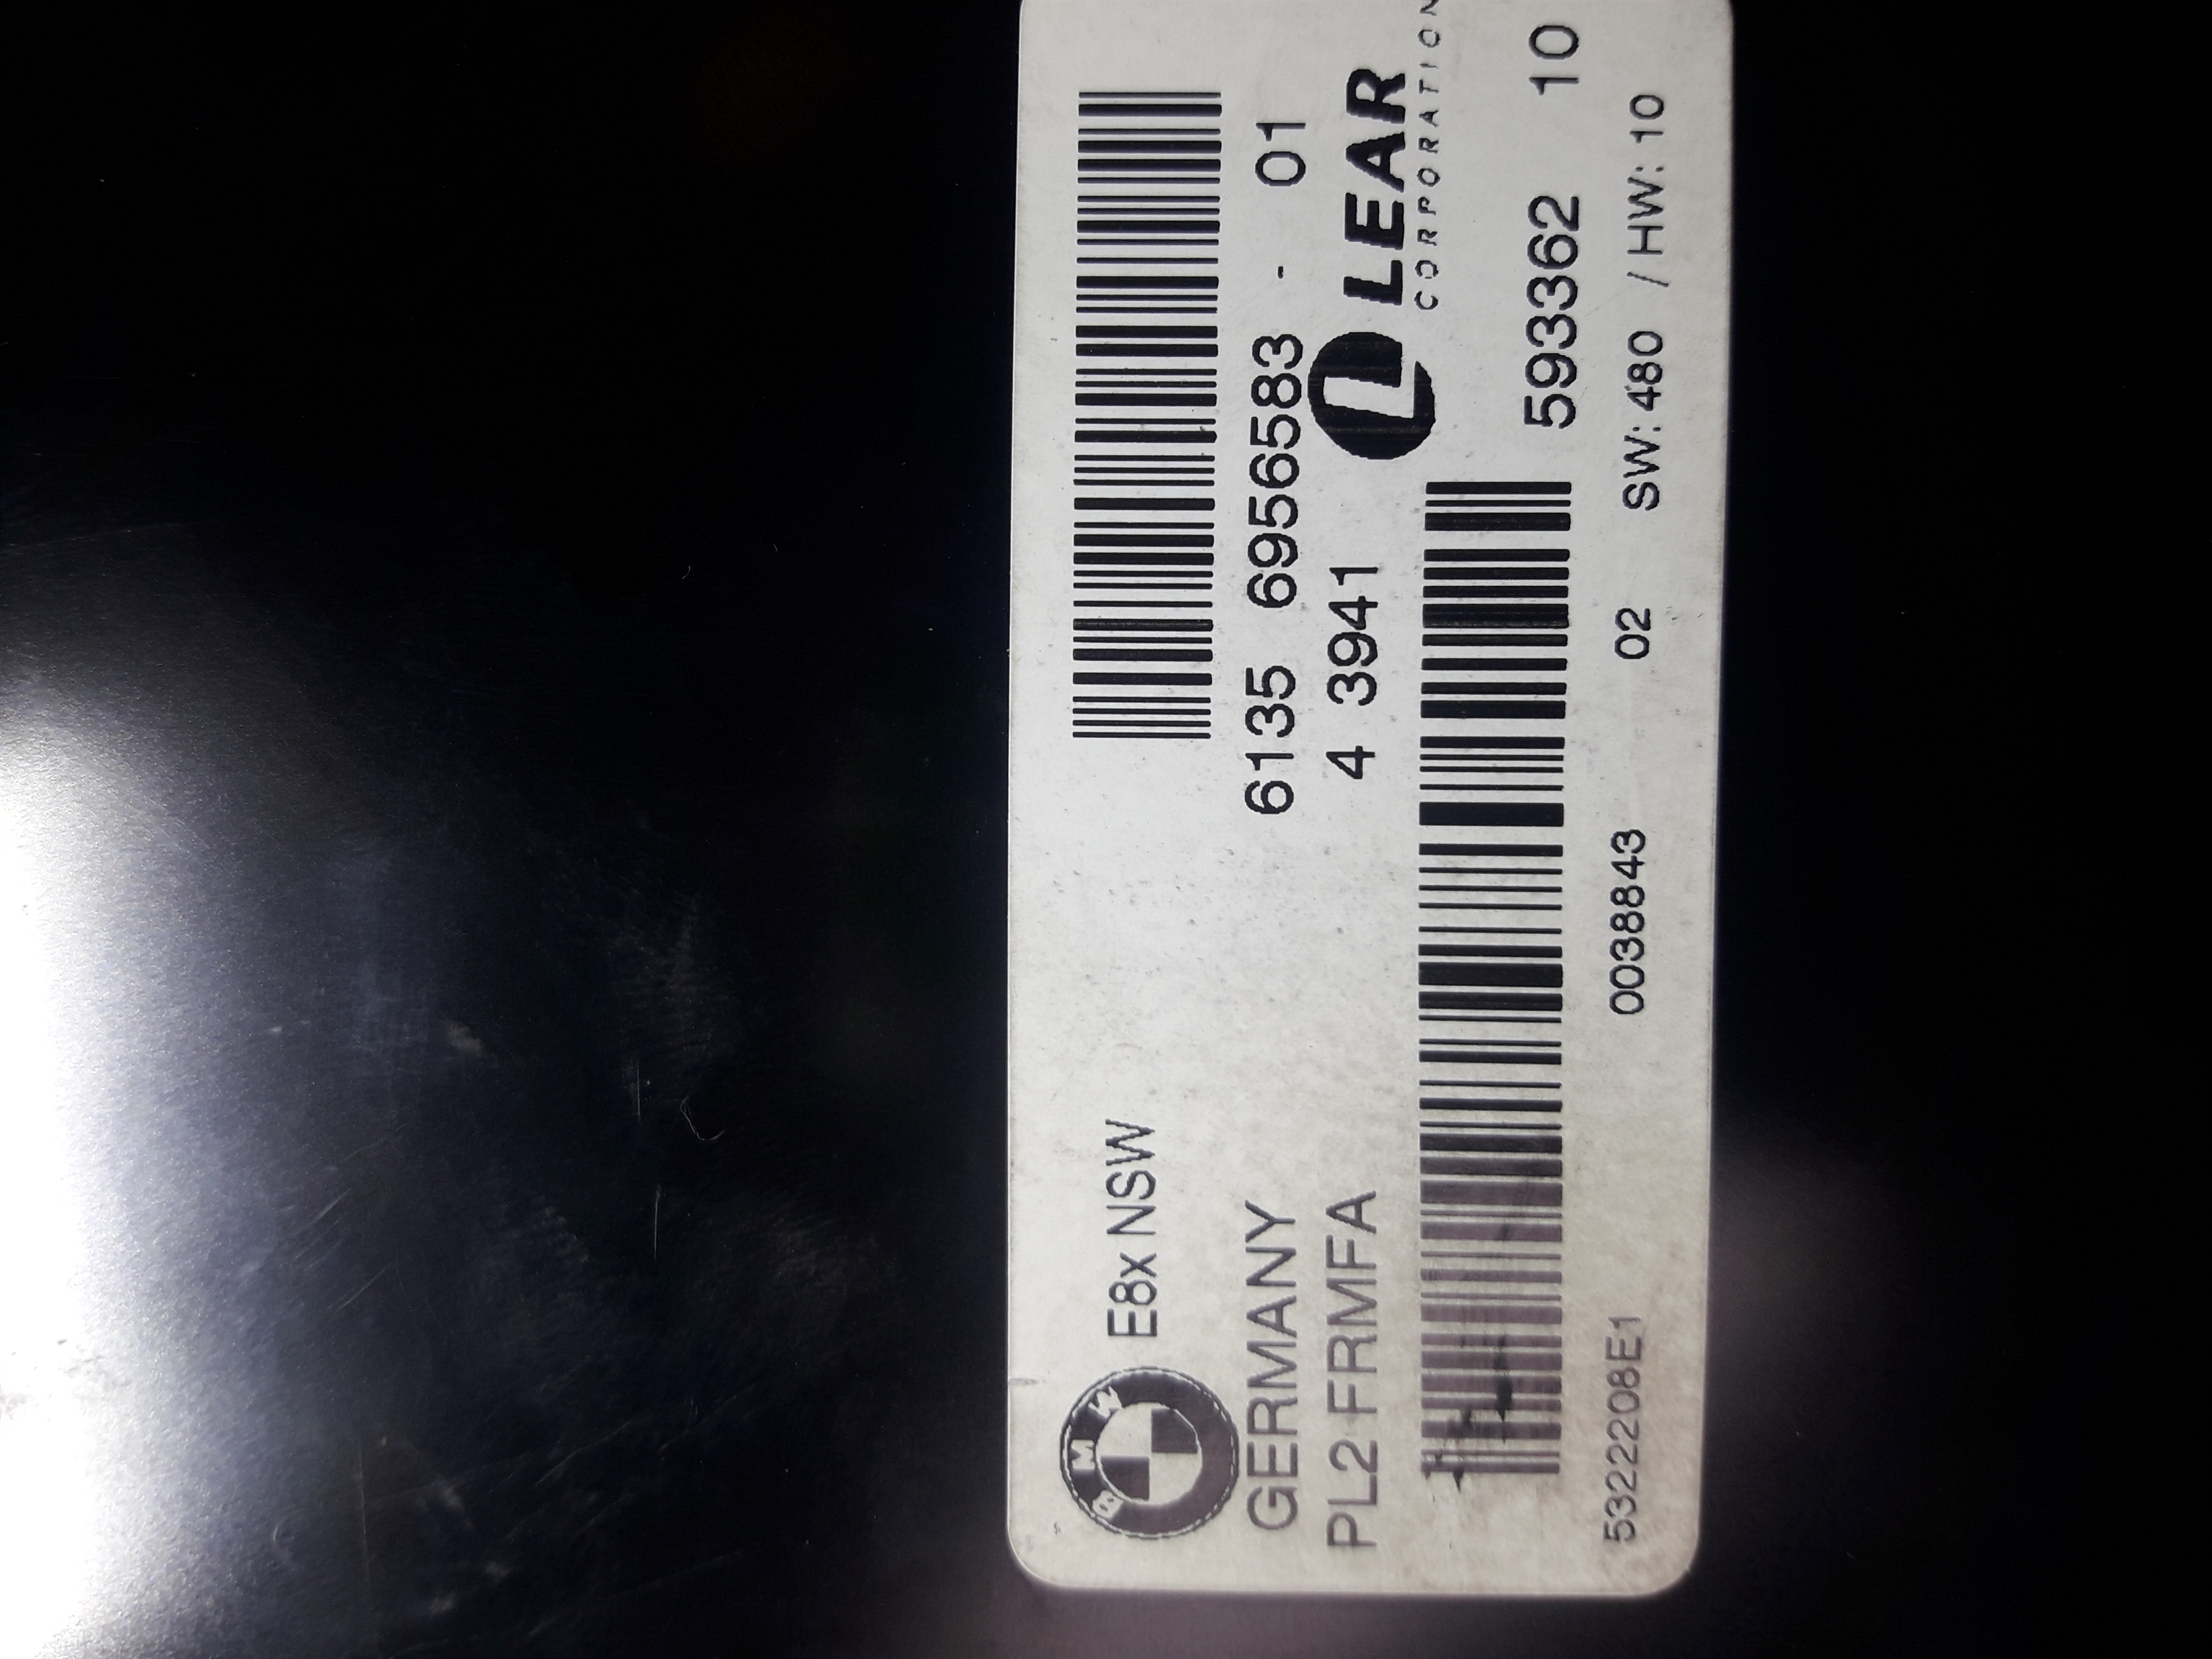 BMW E8x NSW
GERMANY 6135 6956583 - 01
PL2 FRMFA 4 3941 L LEAR
CORPORATION
593362 10
5322208E1 0038843 02 SW: 480 / HW: 10